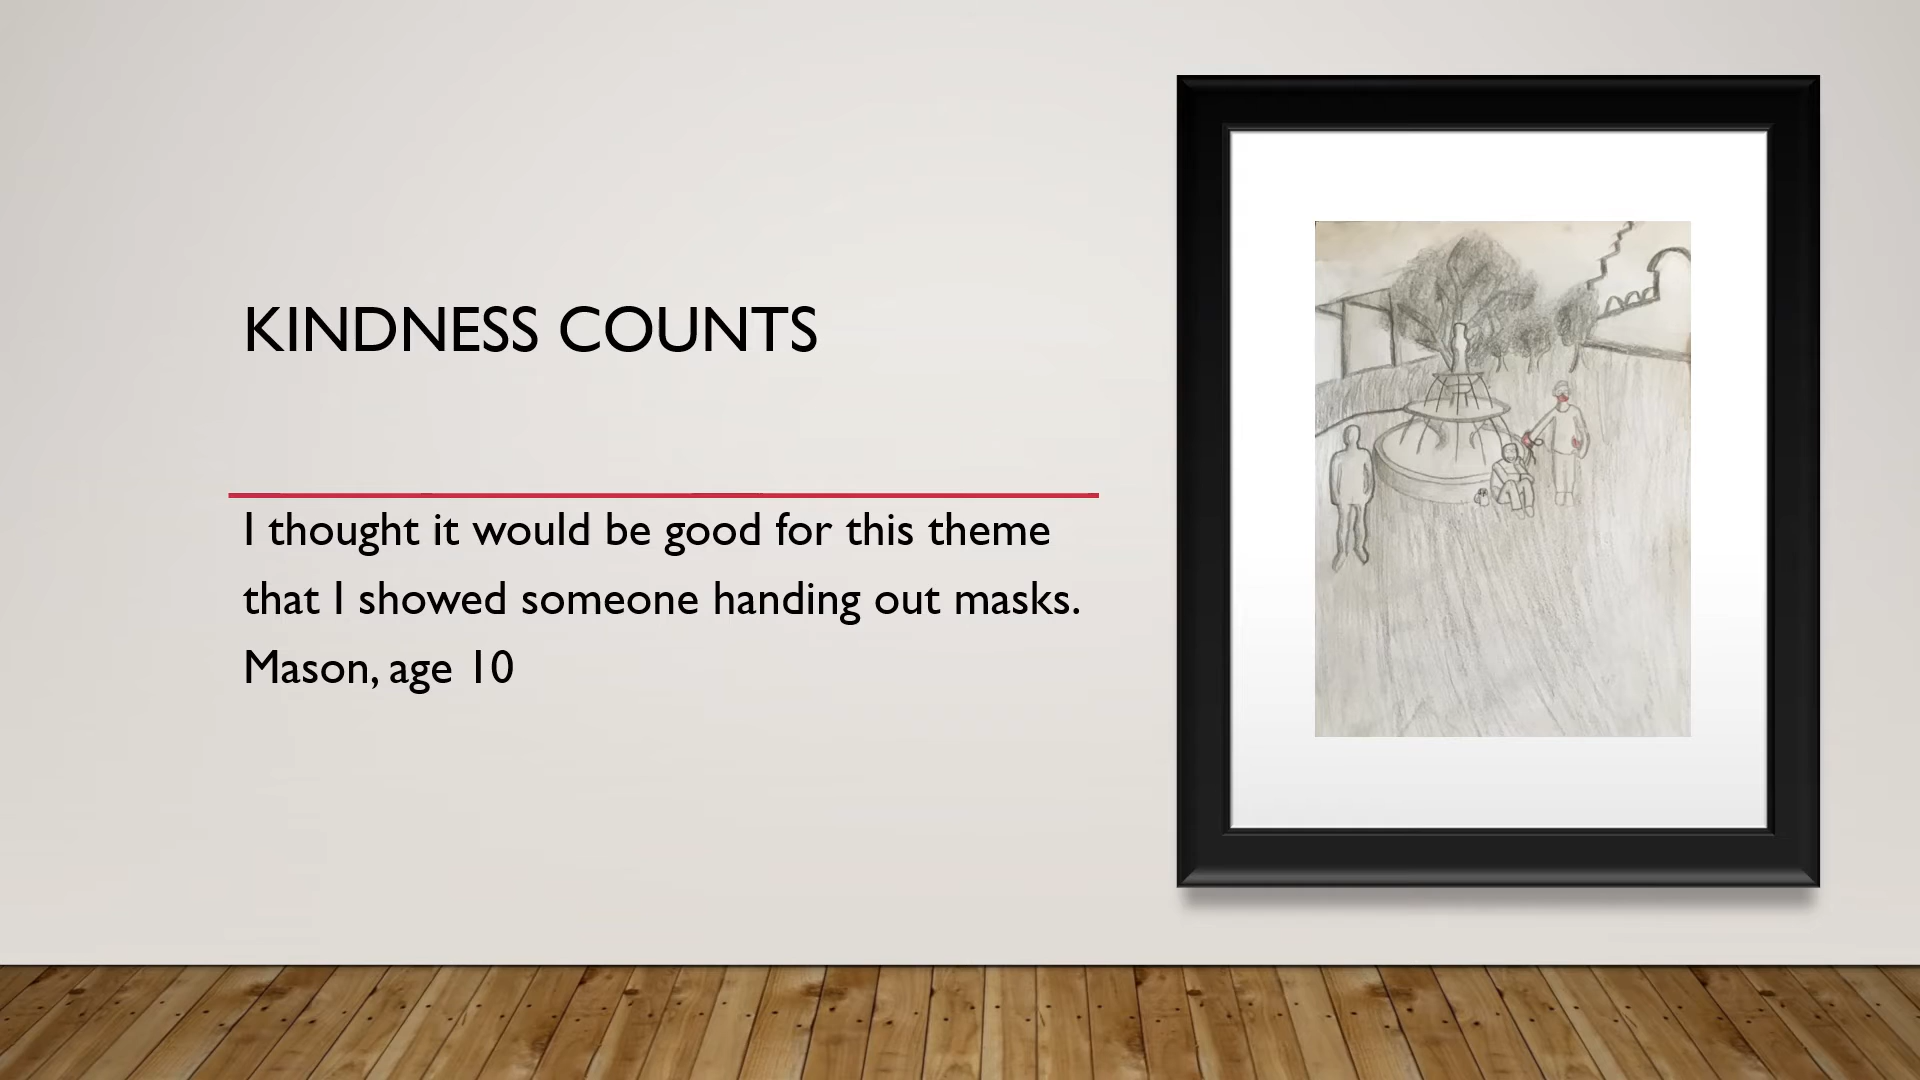 KINDNESS COUNTS
I thought it would be good for this theme
that I showed someone handing out masks.
Mason, age 10